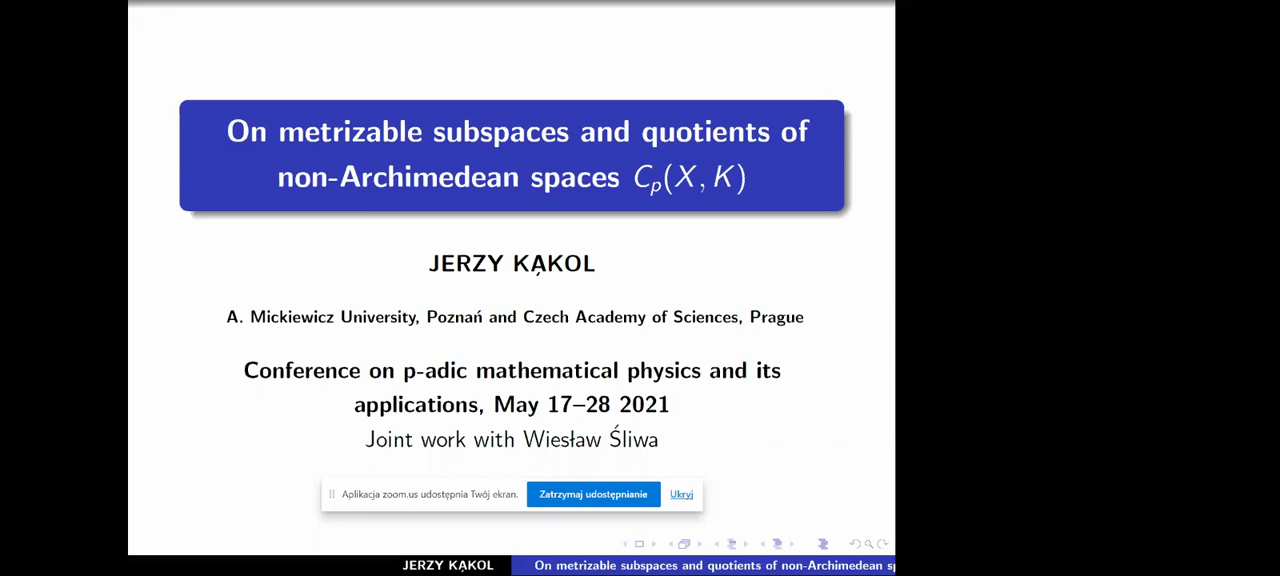 On metrizable subspaces and quotients of
non-Archimedean spaces Cp(X, K)
JERZY KĄKOL
A. Mickiewicz University, Poznań and Czech Academy of Sciences, Prague
Conference on p-adic mathematical physics and its
applications, May 17–28 2021
Joint work with Wiesław Śliwa
Aplikacja zoom.us udostępnia Twój ekran. Zatrzymaj udostępnianie Ukryj
JERZY KĄKOL On metrizable subspaces and quotients of non-Archimedean sp